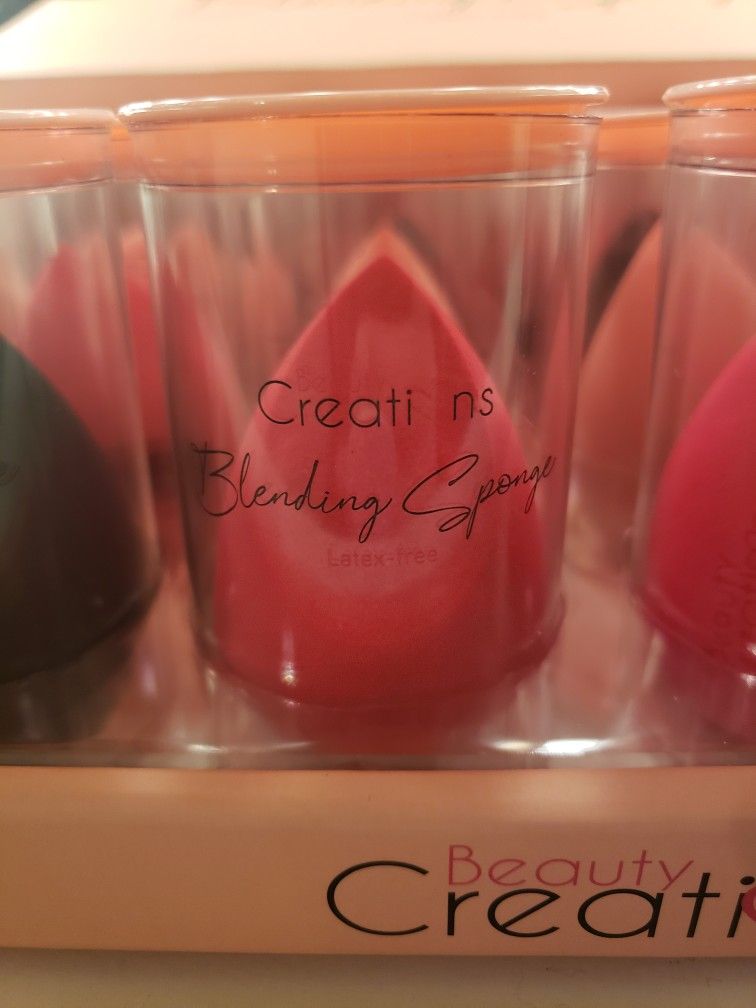 Creati ns
Blending Sponge
Latex-free
Beauty
Creati